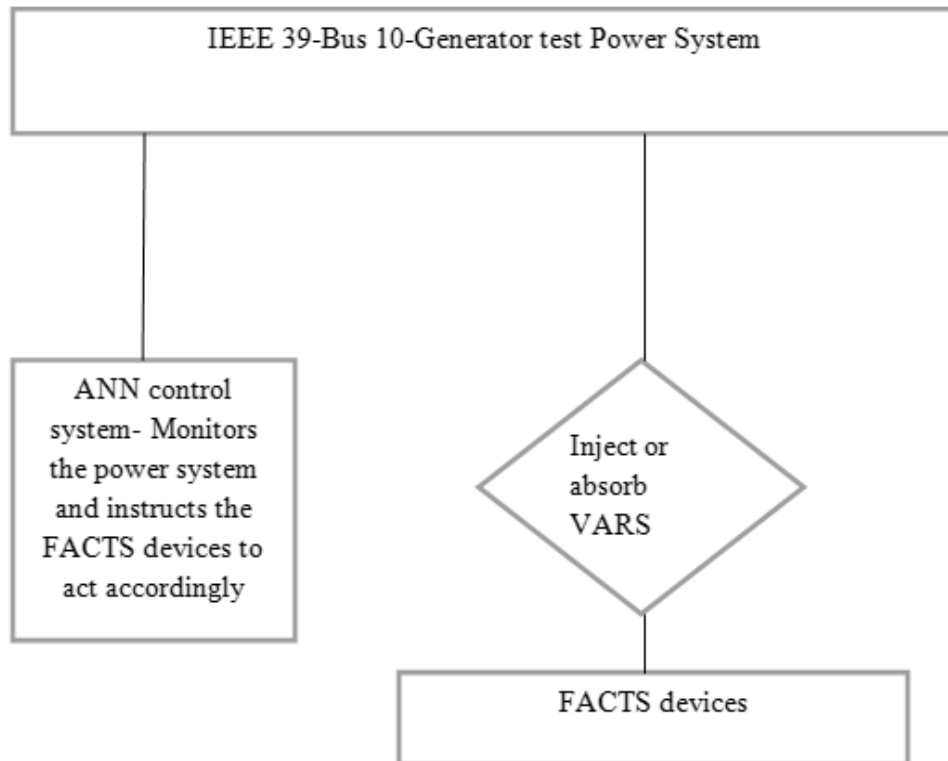 IEEE 39-Bus 10-Generator test Power System
ANN control
system- Monitors
the power system
and instructs the
FACTS devices to
act accordingly
Inject or
absorb
VARS
FACTS devices